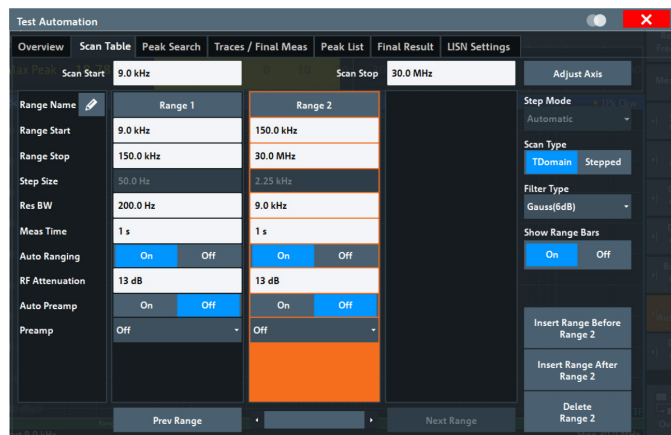 Test Automation
Overview Scan Table Peak Search Traces / Final Meas Peak List Final Result LISN Settings
Scan Start 9.0 kHz Scan Stop 30.0 MHz Adjust Axis
Range Name Range 1 Range 2 Step Mode
Range Start 9.0 kHz 150.0 kHz Automatic
Range Stop 150.0 kHz 30.0 MHz Scan Type
TDomain Stepped
Step Size 50.0 Hz 2.25 kHz Filter Type
Res BW 200.0 Hz 9.0 kHz Gauss(6dB)
Meas Time 1 s 1 s Show Range Bars
Auto Ranging On Off On Off On Off
RF Attenuation 13 dB 13 dB
Auto Preamp On Off On Off
Preamp Off Off
Insert Range Before
Range 2
Insert Range After
Range 2
Delete
Range 2
Prev Range Next Range